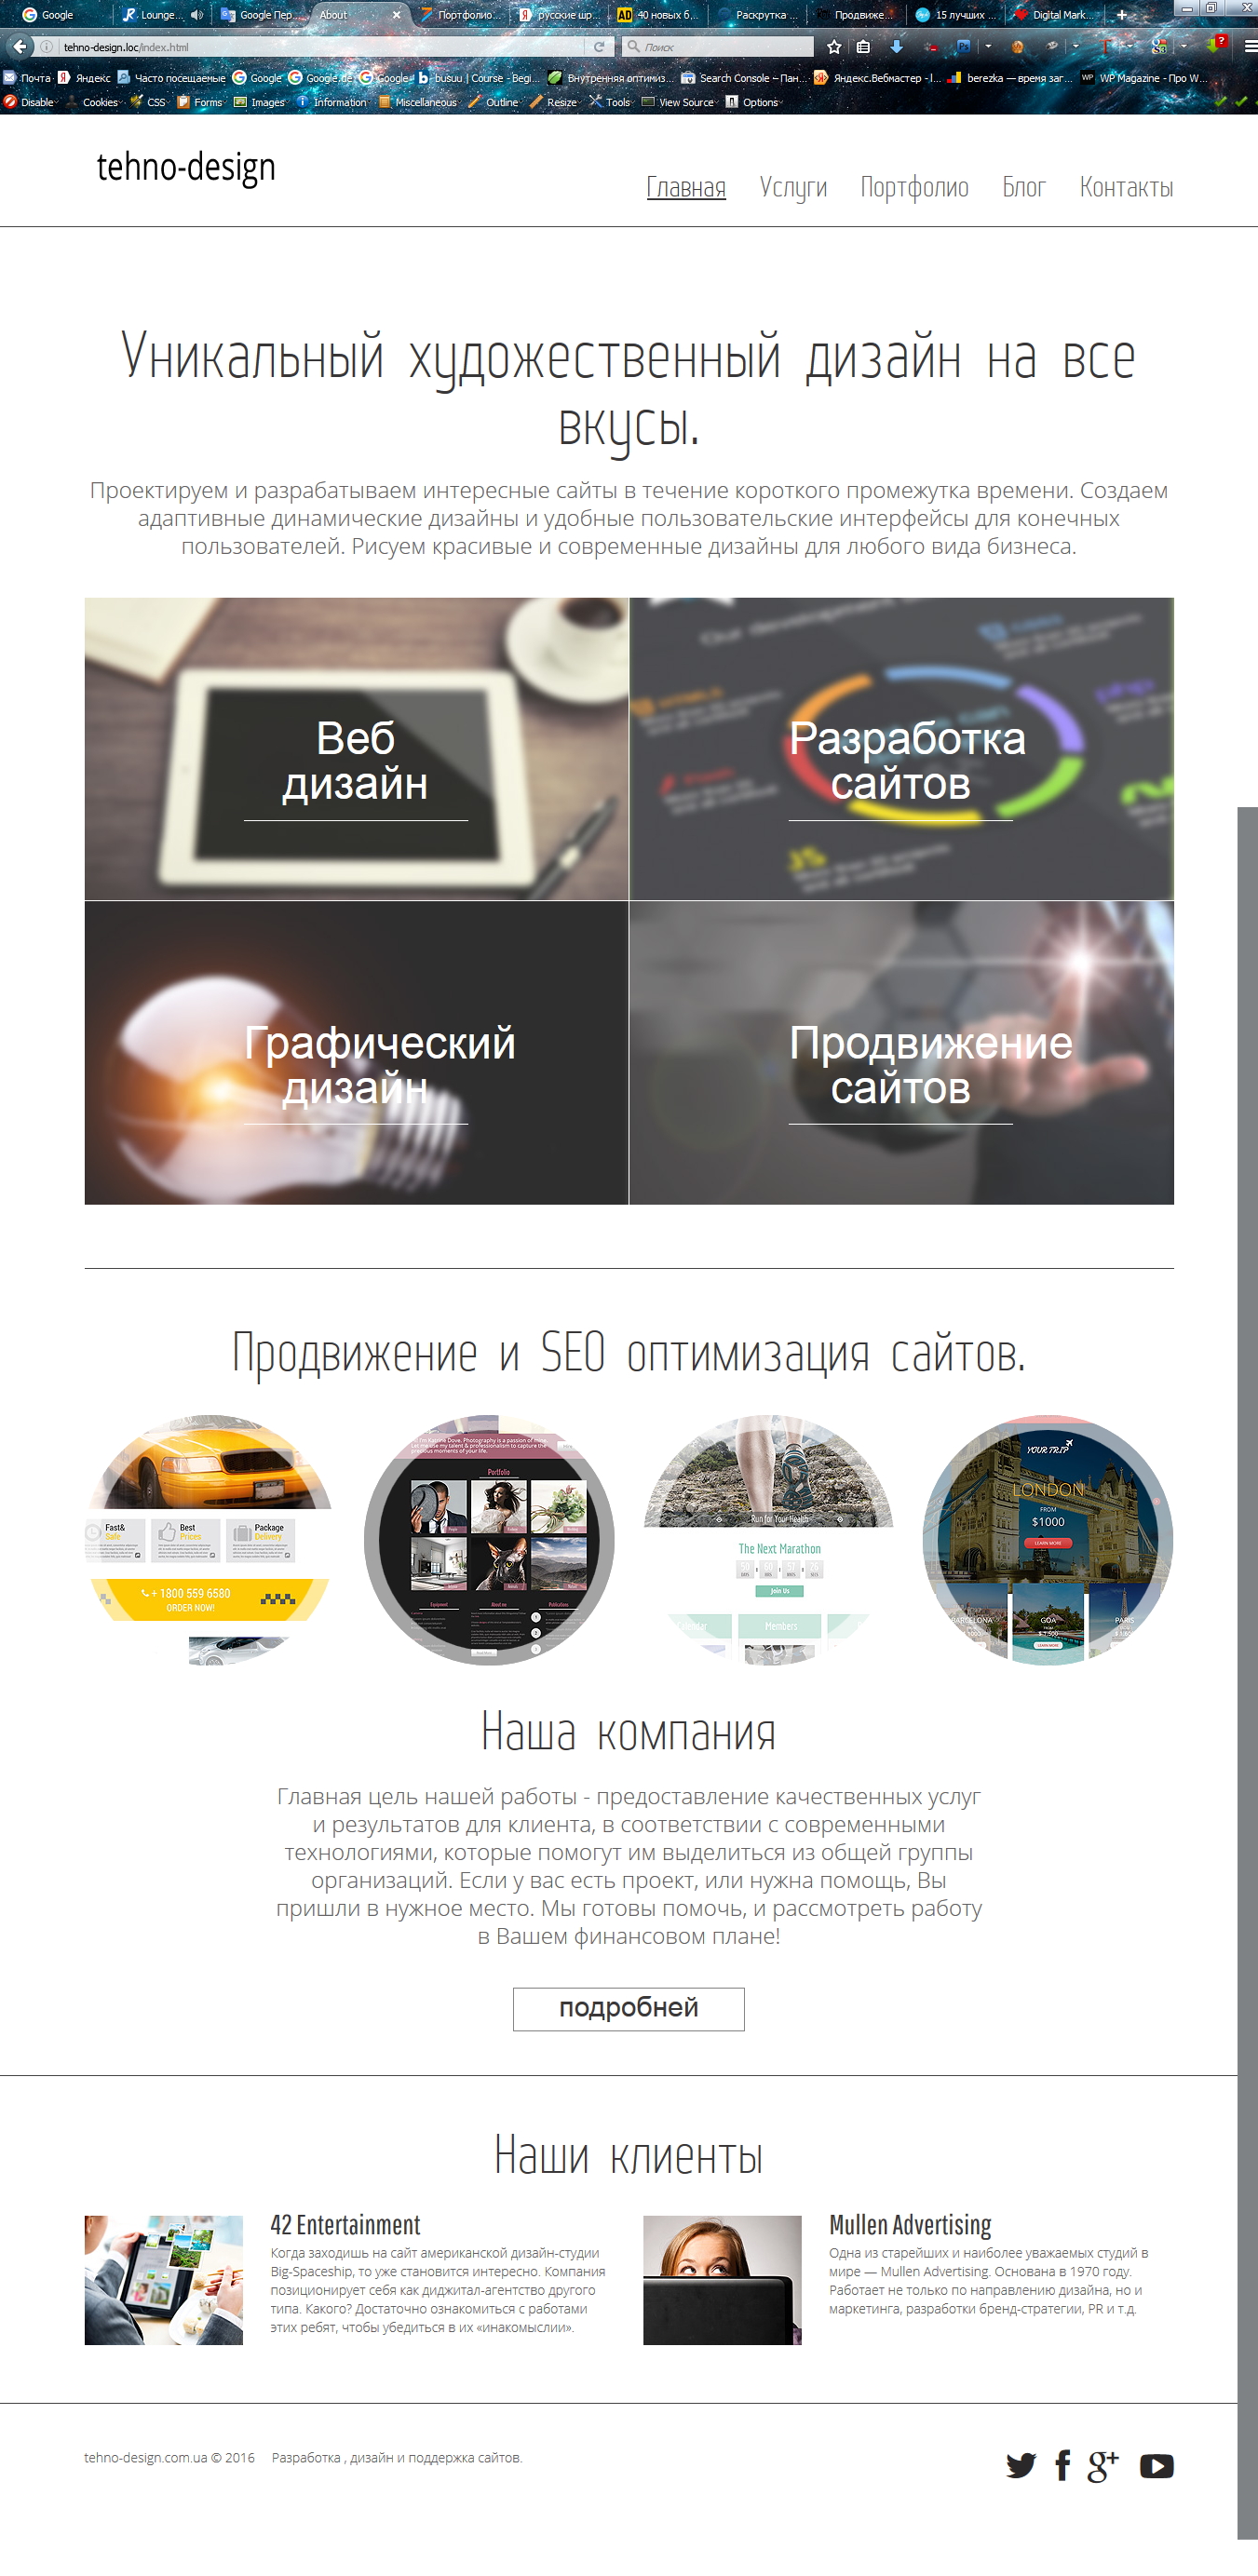 Google
Lounge...
Google Пер...
About
Портфолио...
русские шр...
40 новых б...
Раскрутка ...
Продвиже...
15 лучших ...
Digital Mark...
tehno-design.loc/index.html
Поиск
Почта
Яндекс
Часто посещаемые
Google
Google.de
Google
busuu | Course - Begi...
Внутренняя оптимиз...
Search Console – Пан...
Яндекс.Вебмастер - I...
berezka — время заг...
WP Magazine - Про W...
Disable
Cookies
CSS
Forms
Images
Information
Miscellaneous
Outline
Resize
Tools
View Source
Options
tehno-design
Главная
Услуги
Портфолио
Блог
Контакты
Уникальный художественный дизайн на все
вкусы.
Проектируем и разрабатываем интересные сайты в течение короткого промежутка времени. Создаем
адаптивные динамические дизайны и удобные пользовательские интерфейсы для конечных
пользователей. Рисуем красивые и современные дизайны для любого вида бизнеса.
Веб
дизайн
Разработка
сайтов
Графический
дизайн
Продвижение
сайтов
Продвижение и SEO оптимизация сайтов.
Fast&
Safe
Best
Prices
Package
Delivery
+ 1800 559 6580
ORDER NOW!
Portfolio
Equipment
About me
Publications
Run for Your Health
The Next Marathon
Join Us
Calendar
Members
YOUR TRIP
LONDON
FROM
$1000
LEARN MORE
BARCELONA
GOA
PARIS
Наша компания
Главная цель нашей работы - предоставление качественных услуг
и результатов для клиента, в соответствии с современными
технологиями, которые помогут им выделиться из общей группы
организаций. Если у вас есть проект, или нужна помощь, Вы
пришли в нужное место. Мы готовы помочь, и рассмотреть работу
в Вашем финансовом плане!
подробней
Наши клиенты
42 Entertainment
Когда заходишь на сайт американской дизайн-студии
Big-Spaceship, то уже становится интересно. Компания
позиционирует себя как диджитал-агентство другого
типа. Какого? Достаточно ознакомиться с работами
этих ребят, чтобы убедиться в их «инакомыслии».
Mullen Advertising
Одна из старейших и наиболее уважаемых студий в
мире — Mullen Advertising. Основана в 1970 году.
Работает не только по направлению дизайна, но и
маркетинга, разработки бренд-стратегии, PR и т.д.
tehno-design.com.ua © 2016 Разработка , дизайн и поддержка сайтов.